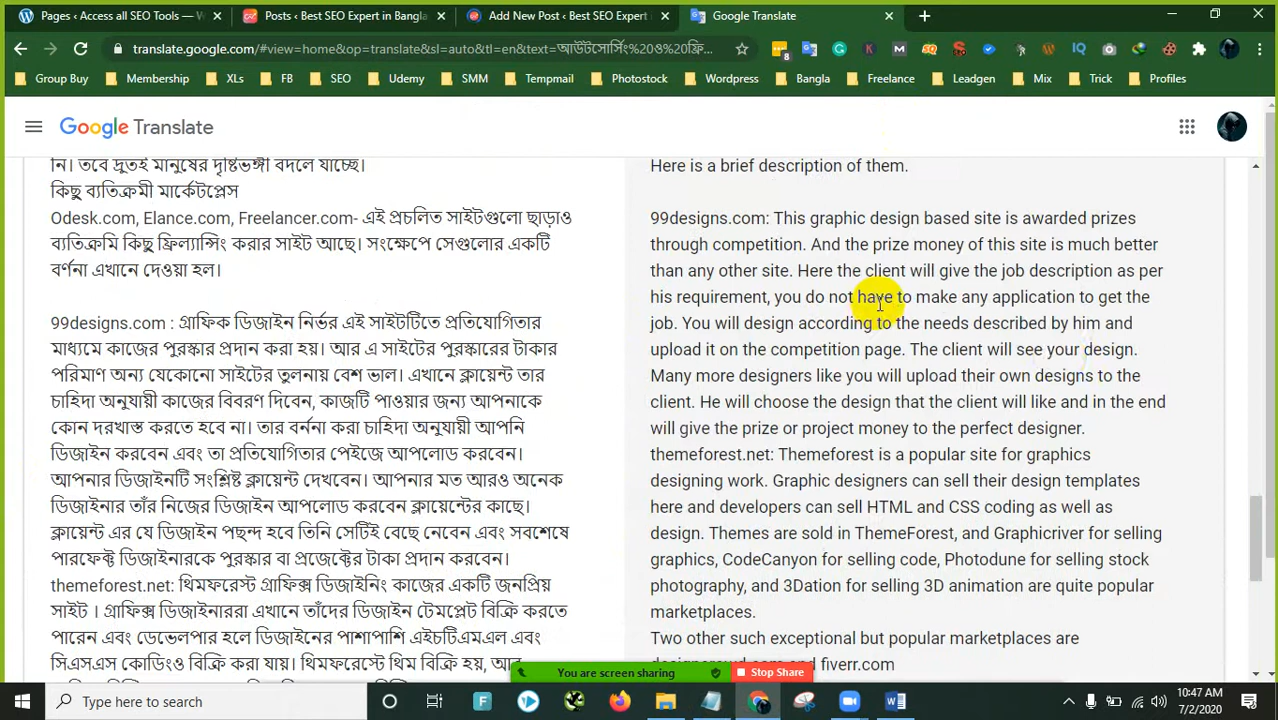 Pages ‹ Access all SEO Tools — W
Posts ‹ Best SEO Expert in Bangla
Add New Post ‹ Best SEO Expert
Google Translate
translate.google.com/#view=home&op=translate&sl=auto&tl=en&text=আউটসোর্সিং%20ও%20ফ্রি...
8
Group Buy
Membership
XLs
FB
SEO
Udemy
SMM
Tempmail
Photostock
Wordpress
Bangla
Freelance
Leadgen
Mix
Trick
Profiles
Google Translate
নি। তবে দ্রুতই মানুষের দৃষ্টিভঙ্গী বদলে যাচ্ছে।
কিছু ব্যতিক্রমী মার্কেটপ্লেস
Odesk.com, Elance.com, Freelancer.com- এই প্রচলিত সাইটগুলো ছাড়াও
ব্যতিক্রমি কিছু ফ্রিল্যান্সিং করার সাইট আছে। সংক্ষেপে সেগুলোর একটি
বর্ণনা এখানে দেওয়া হল।
99designs.com : গ্রাফিক ডিজাইন নির্ভর এই সাইটটিতে প্রতিযোগিতার
মাধ্যমে কাজের পুরস্কার প্রদান করা হয়। আর এ সাইটের পুরস্কারের টাকার
পরিমাণ অন্য যেকোনো সাইটের তুলনায় বেশ ভাল। এখানে ক্লায়েন্ট তার
চাহিদা অনুযায়ী কাজের বিবরণ দিবেন, কাজটি পাওয়ার জন্য আপনাকে
কোন দরখাস্ত করতে হবে না। তার বর্ননা করা চাহিদা অনুযায়ী আপনি
ডিজাইন করবেন এবং তা প্রতিযোগিতার পেইজে আপলোড করবেন।
আপনার ডিজাইনটি সংশ্লিষ্ট ক্লায়েন্ট দেখবেন। আপনার মত আরও অনেক
ডিজাইনার তাঁর নিজের ডিজাইন আপলোড করবেন ক্লায়েন্টের কাছে।
ক্লায়েন্ট এর যে ডিজাইন পছন্দ হবে তিনি সেটিই বেছে নেবেন এবং সবশেষে
পারফেক্ট ডিজাইনারকে পুরস্কার বা প্রজেক্টের টাকা প্রদান করবেন।
themeforest.net: থিমফরেস্ট গ্রাফিক্স ডিজাইনিং কাজের একটি জনপ্রিয়
সাইট । গ্রাফিক্স ডিজাইনাররা এখানে তাঁদের ডিজাইন টেমপ্লেট বিক্রি করতে
পারেন এবং ডেভেলপার হলে ডিজাইনের পাশাপাশি এইচটিএমএল এবং
সিএসএস কোডিংও বিক্রি করা যায়। থিমফরেস্টে থিম বিক্রি হয়, আর
Here is a brief description of them.
99designs.com: This graphic design based site is awarded prizes
through competition. And the prize money of this site is much better
than any other site. Here the client will give the job description as per
his requirement, you do not have to make any application to get the
job. You will design according to the needs described by him and
upload it on the competition page. The client will see your design.
Many more designers like you will upload their own designs to the
client. He will choose the design that the client will like and in the end
will give the prize or project money to the perfect designer.
themeforest.net: Themeforest is a popular site for graphics
designing work. Graphic designers can sell their design templates
here and developers can sell HTML and CSS coding as well as
design. Themes are sold in ThemeForest, and Graphicriver for selling
graphics, CodeCanyon for selling code, Photodune for selling stock
photography, and 3Dation for selling 3D animation are quite popular
marketplaces.
Two other such exceptional but popular marketplaces are
designcrowd.com and fiverr.com
You are screen sharing
Stop Share
Type here to search
10:47 AM
7/2/2020